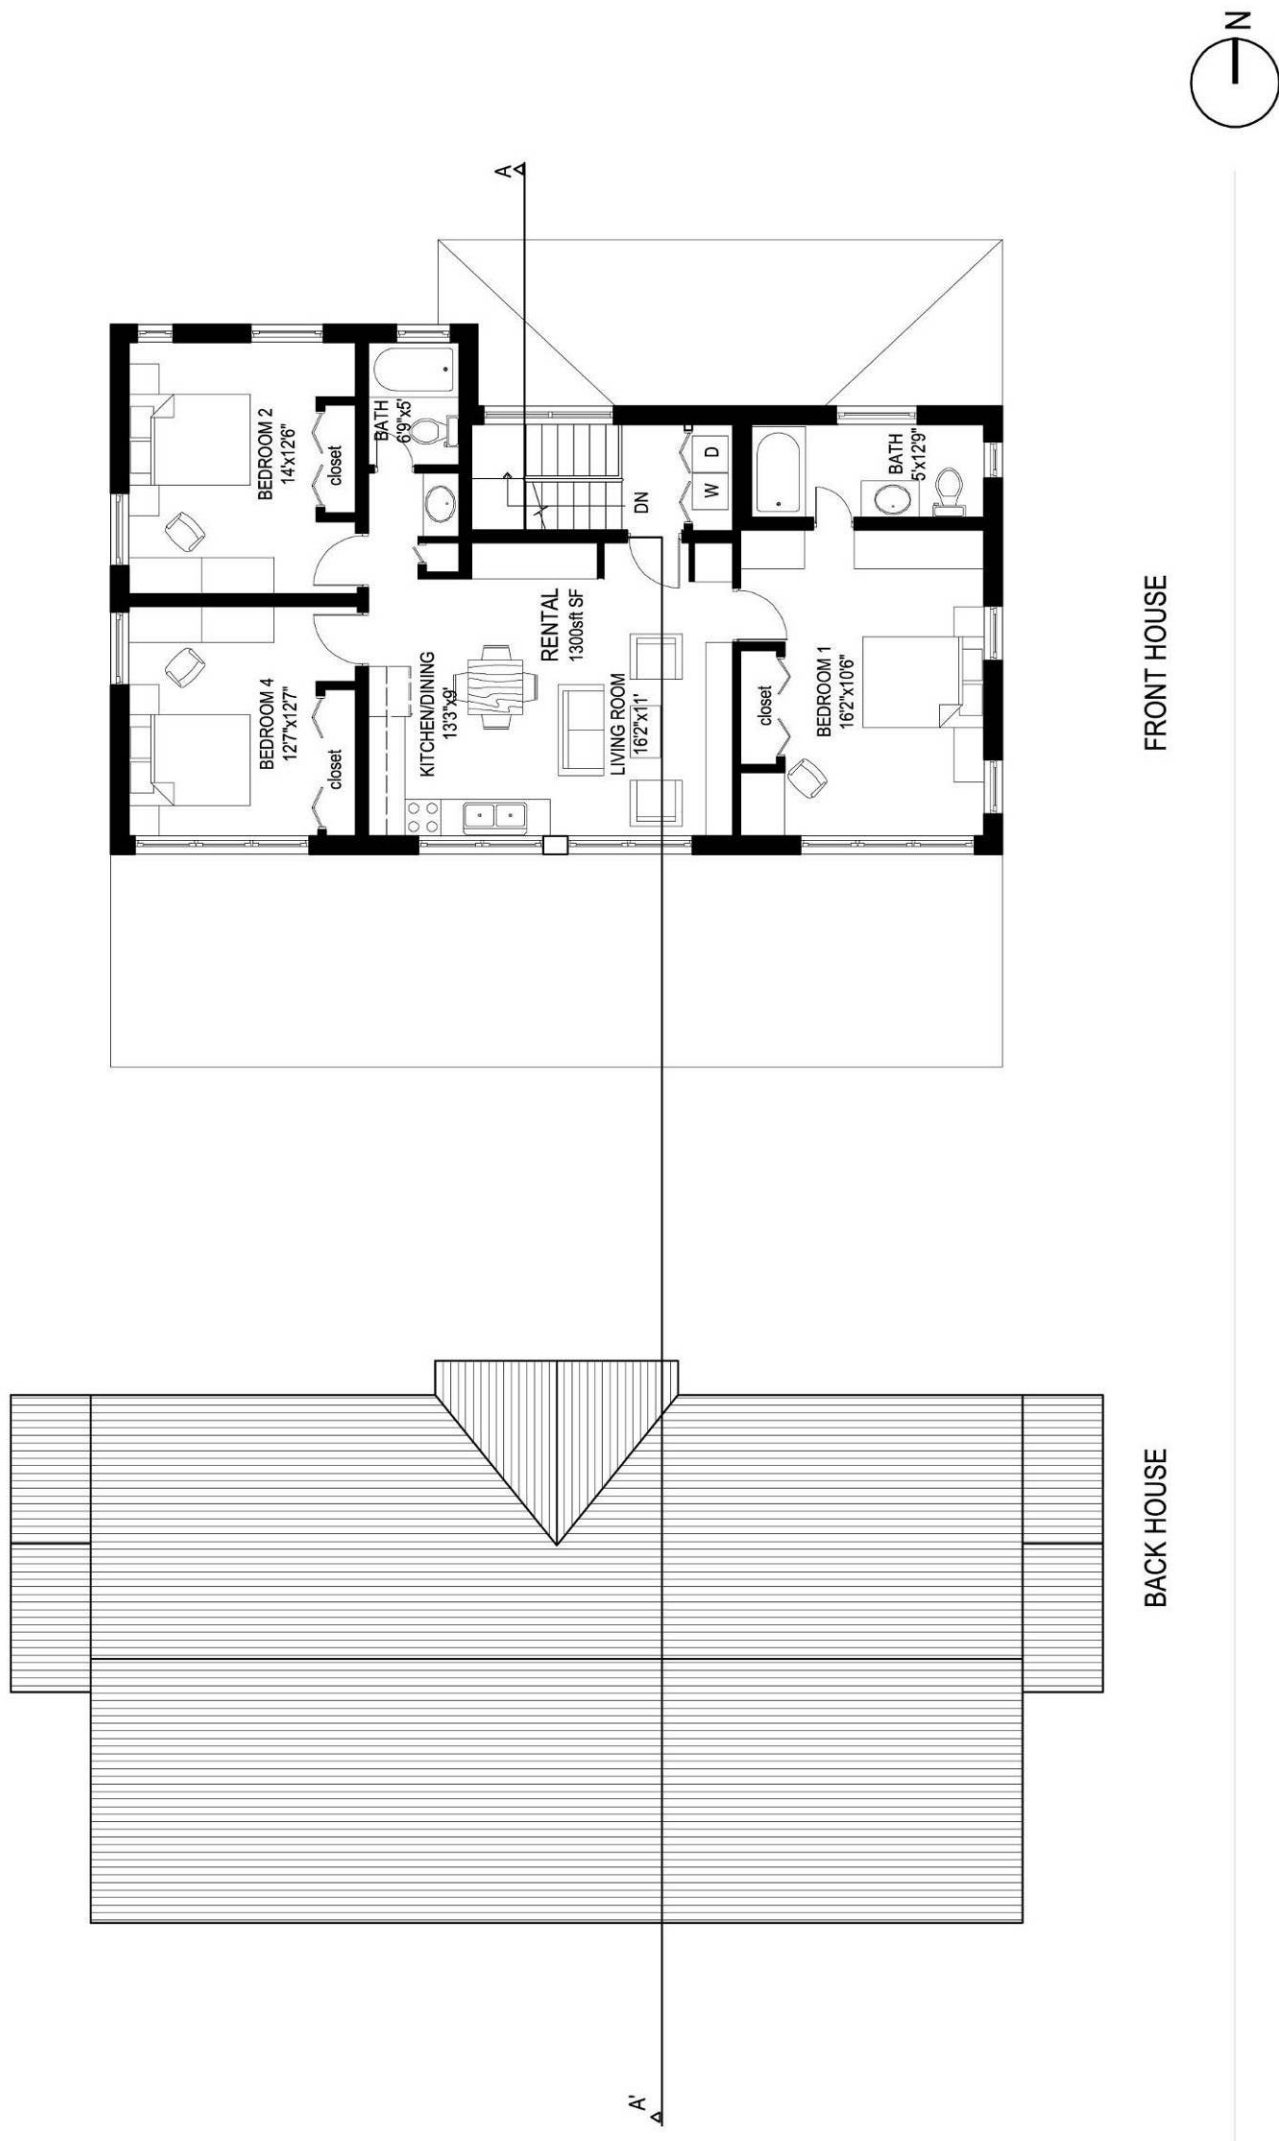 N
A
BEDROOM 2
14'x12'6"
closet
BATH
6'9"x5'
DN
W
D
BATH
5'x12'9"
BEDROOM 4
12'7"x12'7"
closet
KITCHEN/DINING
13'3"x9'
RENTAL
1300sft SF
LIVING ROOM
16'2"x11'
closet
BEDROOM 1
16'2"x10'6"
FRONT HOUSE
BACK HOUSE
A'